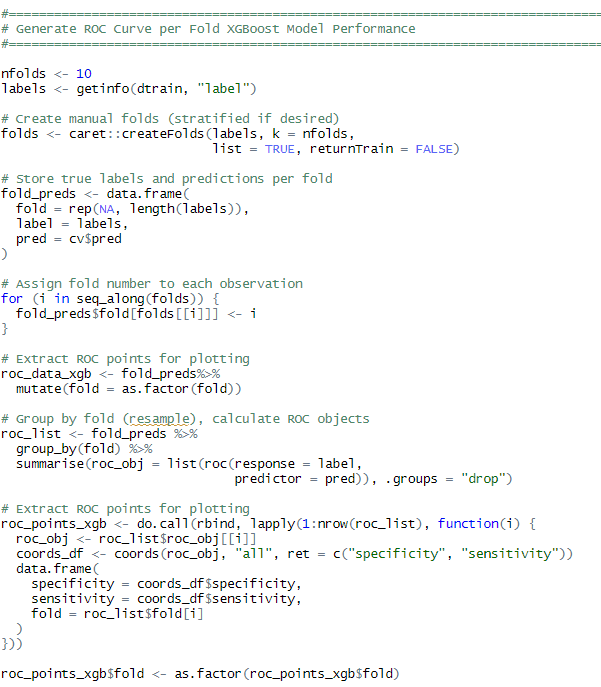 #===============================================================================
# Generate ROC Curve per Fold XGBoost Model Performance
#===============================================================================
nfolds <- 10
labels <- getinfo(dtrain, "label")
# Create manual folds (stratified if desired)
folds <- caret::createFolds(labels, k = nfolds,
                            list = TRUE, returnTrain = FALSE)
# Store true labels and predictions per fold
fold_preds <- data.frame(
  fold = rep(NA, length(labels)),
  label = labels,
  pred = cv$pred
)
# Assign fold number to each observation
for (i in seq_along(folds)) {
  fold_preds$fold[folds[[i]]] <- i
}
# Extract ROC points for plotting
roc_data_xgb <- fold_preds%>%
  mutate(fold = as.factor(fold))
# Group by fold (resample), calculate ROC objects
roc_list <- fold_preds %>%
  group_by(fold) %>%
  summarise(roc_obj = list(roc(response = label,
                               predictor = pred)), .groups = "drop")
# Extract ROC points for plotting
roc_points_xgb <- do.call(rbind, lapply(1:nrow(roc_list), function(i) {
  roc_obj <- roc_list$roc_obj[[i]]
  coords_df <- coords(roc_obj, "all", ret = c("specificity", "sensitivity"))
  data.frame(
    specificity = coords_df$specificity,
    sensitivity = coords_df$sensitivity,
    fold = roc_list$fold[i]
  )
}))
roc_points_xgb$fold <- as.factor(roc_points_xgb$fold)